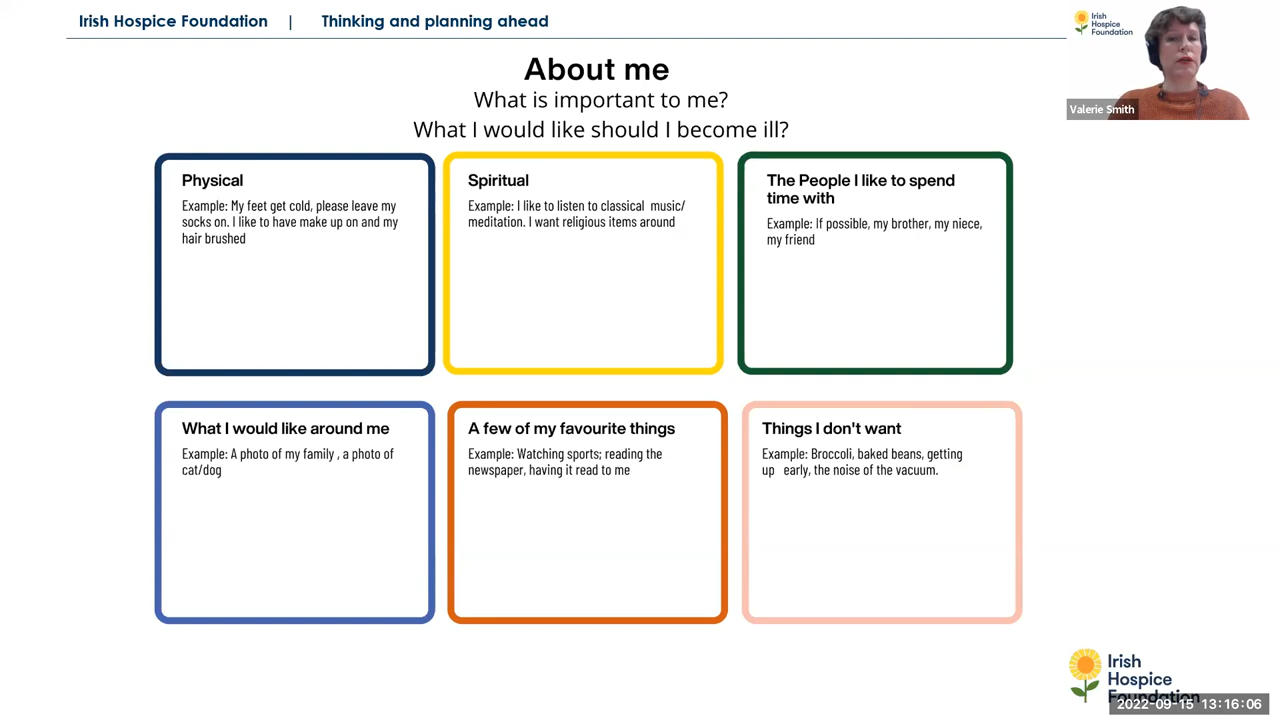 Irish Hospice Foundation | Thinking and planning ahead
Irish
Hospice
Foundation
Valerie Smith
About me
What is important to me?
What I would like should I become ill?
Physical
Example: My feet get cold, please leave my
socks on. I like to have make up on and my
hair brushed
Spiritual
Example: I like to listen to classical music/
meditation. I want religious items around
The People I like to spend
time with
Example: If possible, my brother, my niece,
my friend
What I would like around me
Example: A photo of my family , a photo of
cat/dog
A few of my favourite things
Example: Watching sports; reading the
newspaper, having it read to me
Things I don't want
Example: Broccoli, baked beans, getting
up early, the noise of the vacuum.
Irish
Hospice
Foundation
2022-09-15 13:16:06